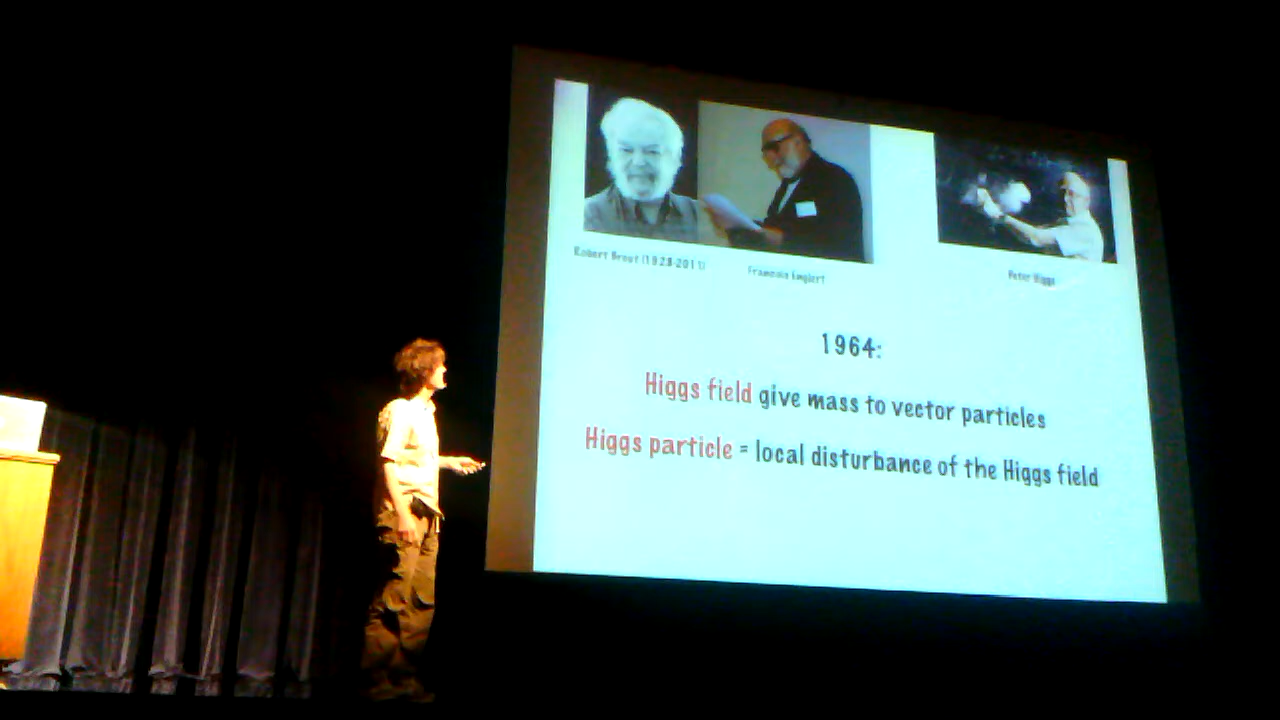 Robert Brout (1928-2011)
Francois Englert
Peter Higgs
1964:
Higgs field give mass to vector particles
Higgs particle = local disturbance of the Higgs field